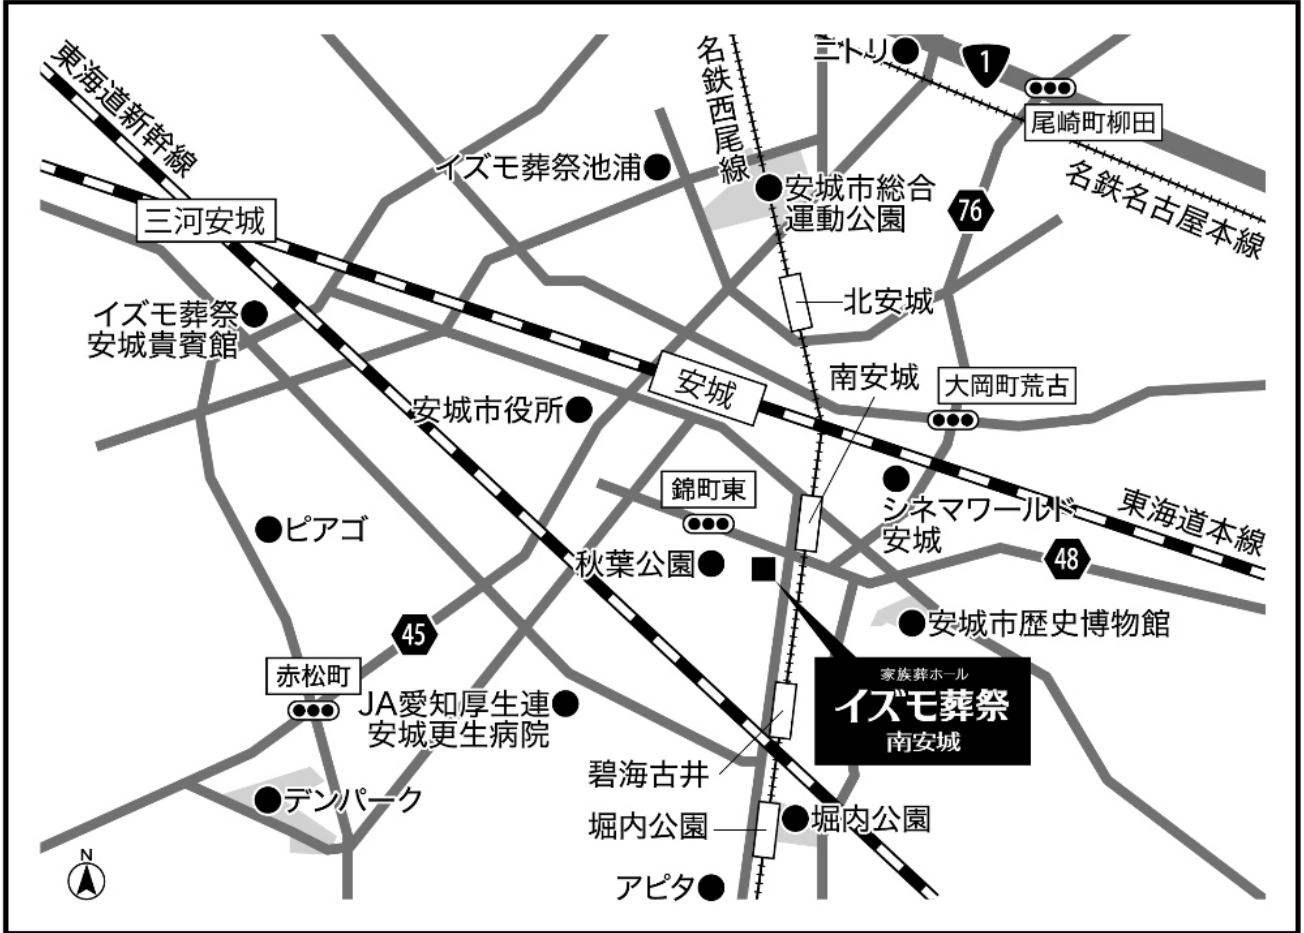 東海道新幹線
名鉄西尾線
ニトリ
1
尾崎町柳田
名鉄名古屋本線
イズモ葬祭池浦
安城市総合
運動公園
76
三河安城
北安城
イズモ葬祭
安城貴賓館
南安城
大岡町荒古
安城
安城市役所
錦町東
シネマワールド
安城
東海道本線
ピアゴ
秋葉公園
48
安城市歴史博物館
45
赤松町
家族葬ホール
イズモ葬祭
南安城
JA愛知厚生連
安城更生病院
碧海古井
デンパーク
堀内公園
堀内公園
アピタ
N